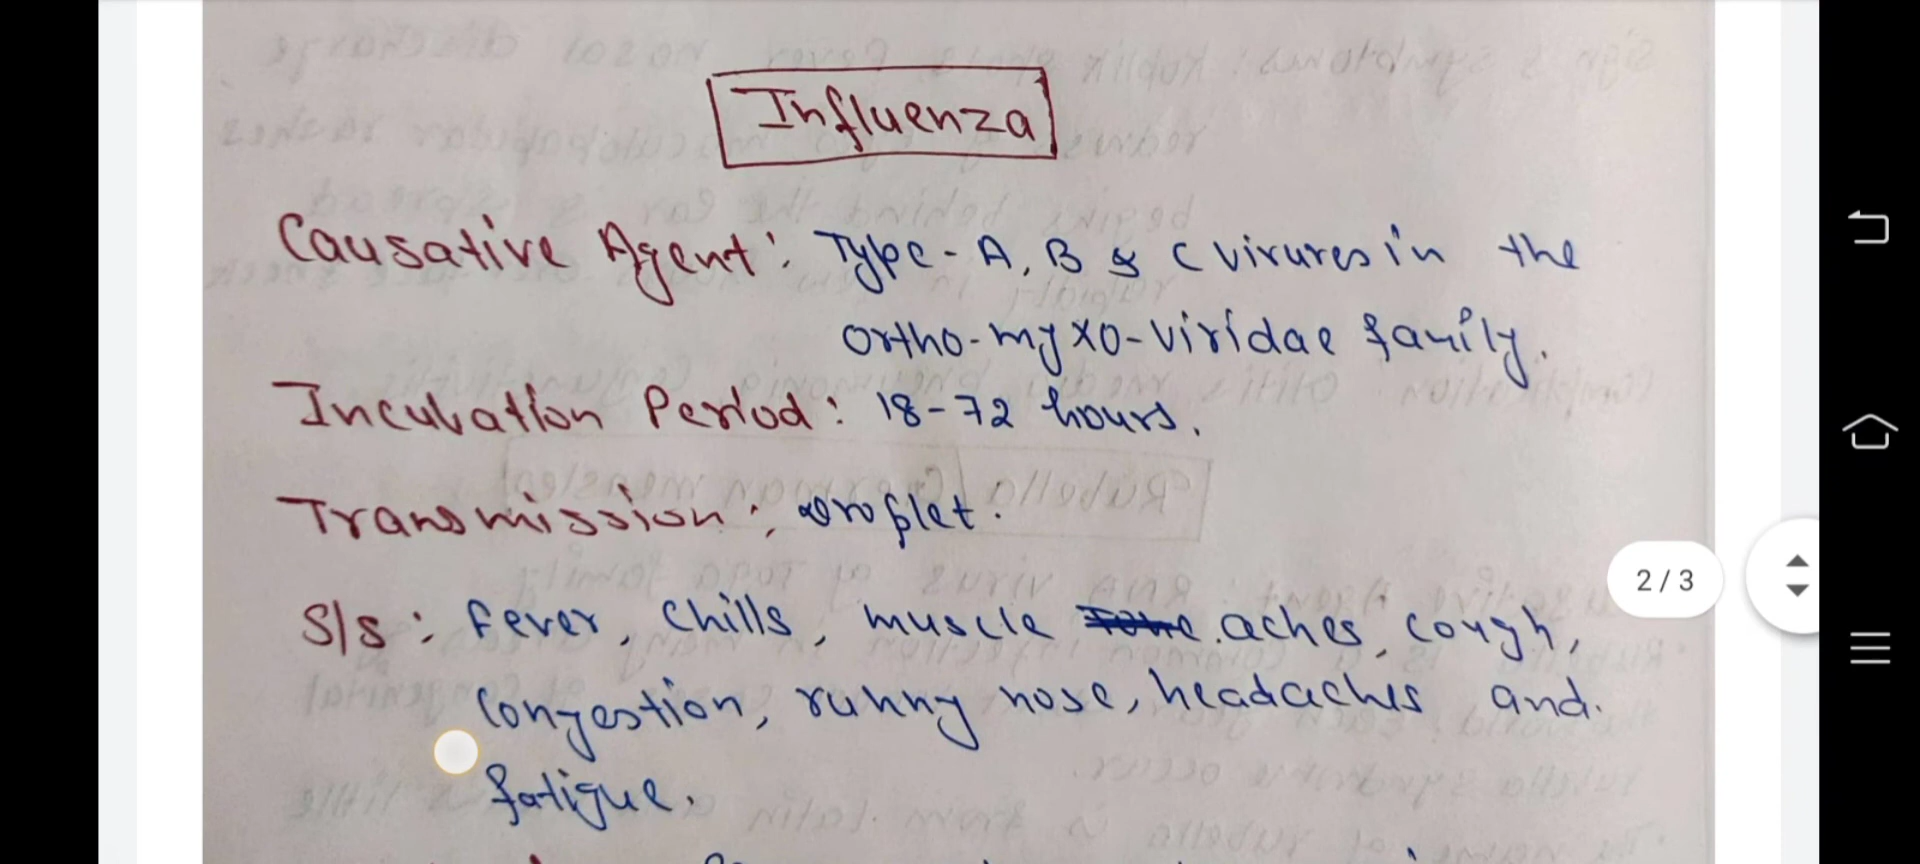 Influenza
Causative Agent: Type-A, B & C virures in the
Ortho-myxo-viridae family.
Incubation Period: 18-72 hours.
Transmission: Droplet.
S/s: fever, chills, muscle aches, cough,
congestion, runny nose, headaches and.
fatigue.
2/3